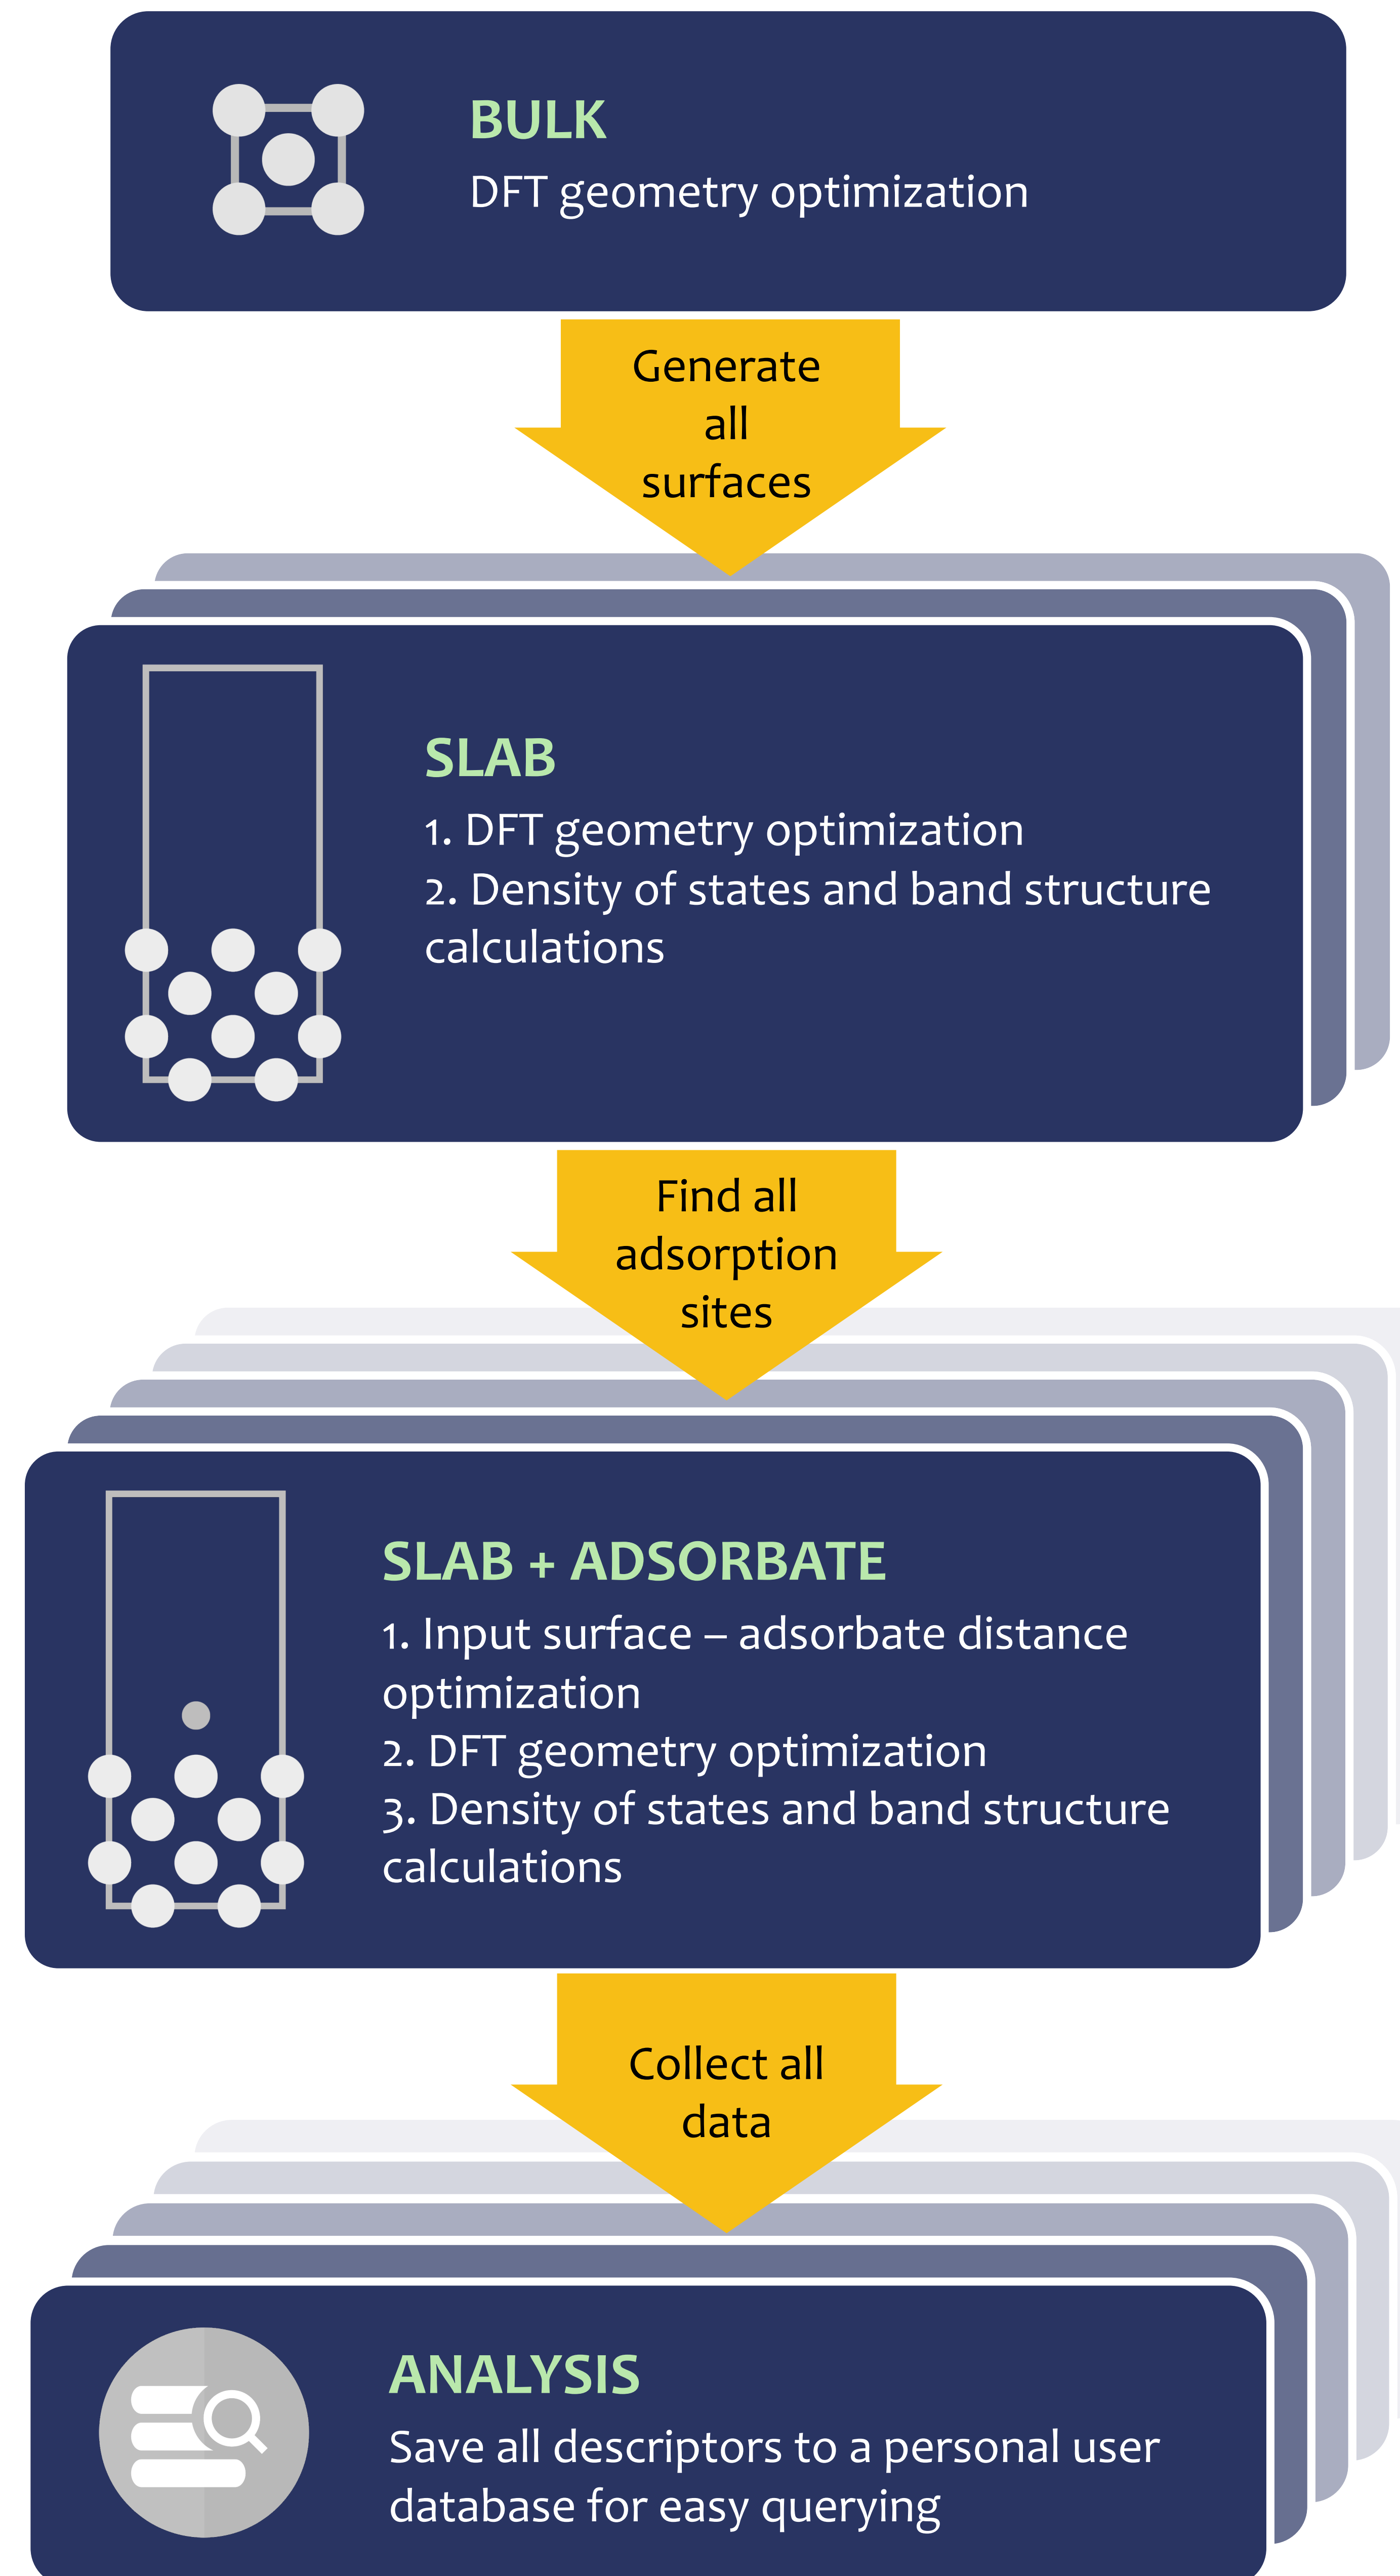 BULK
DFT geometry optimization
Generate
all
surfaces
SLAB
1. DFT geometry optimization
2. Density of states and band structure
calculations
Find all
adsorption
sites
SLAB + ADSORBATE
1. Input surface – adsorbate distance
optimization
2. DFT geometry optimization
3. Density of states and band structure
calculations
Collect all
data
ANALYSIS
Save all descriptors to a personal user
database for easy querying